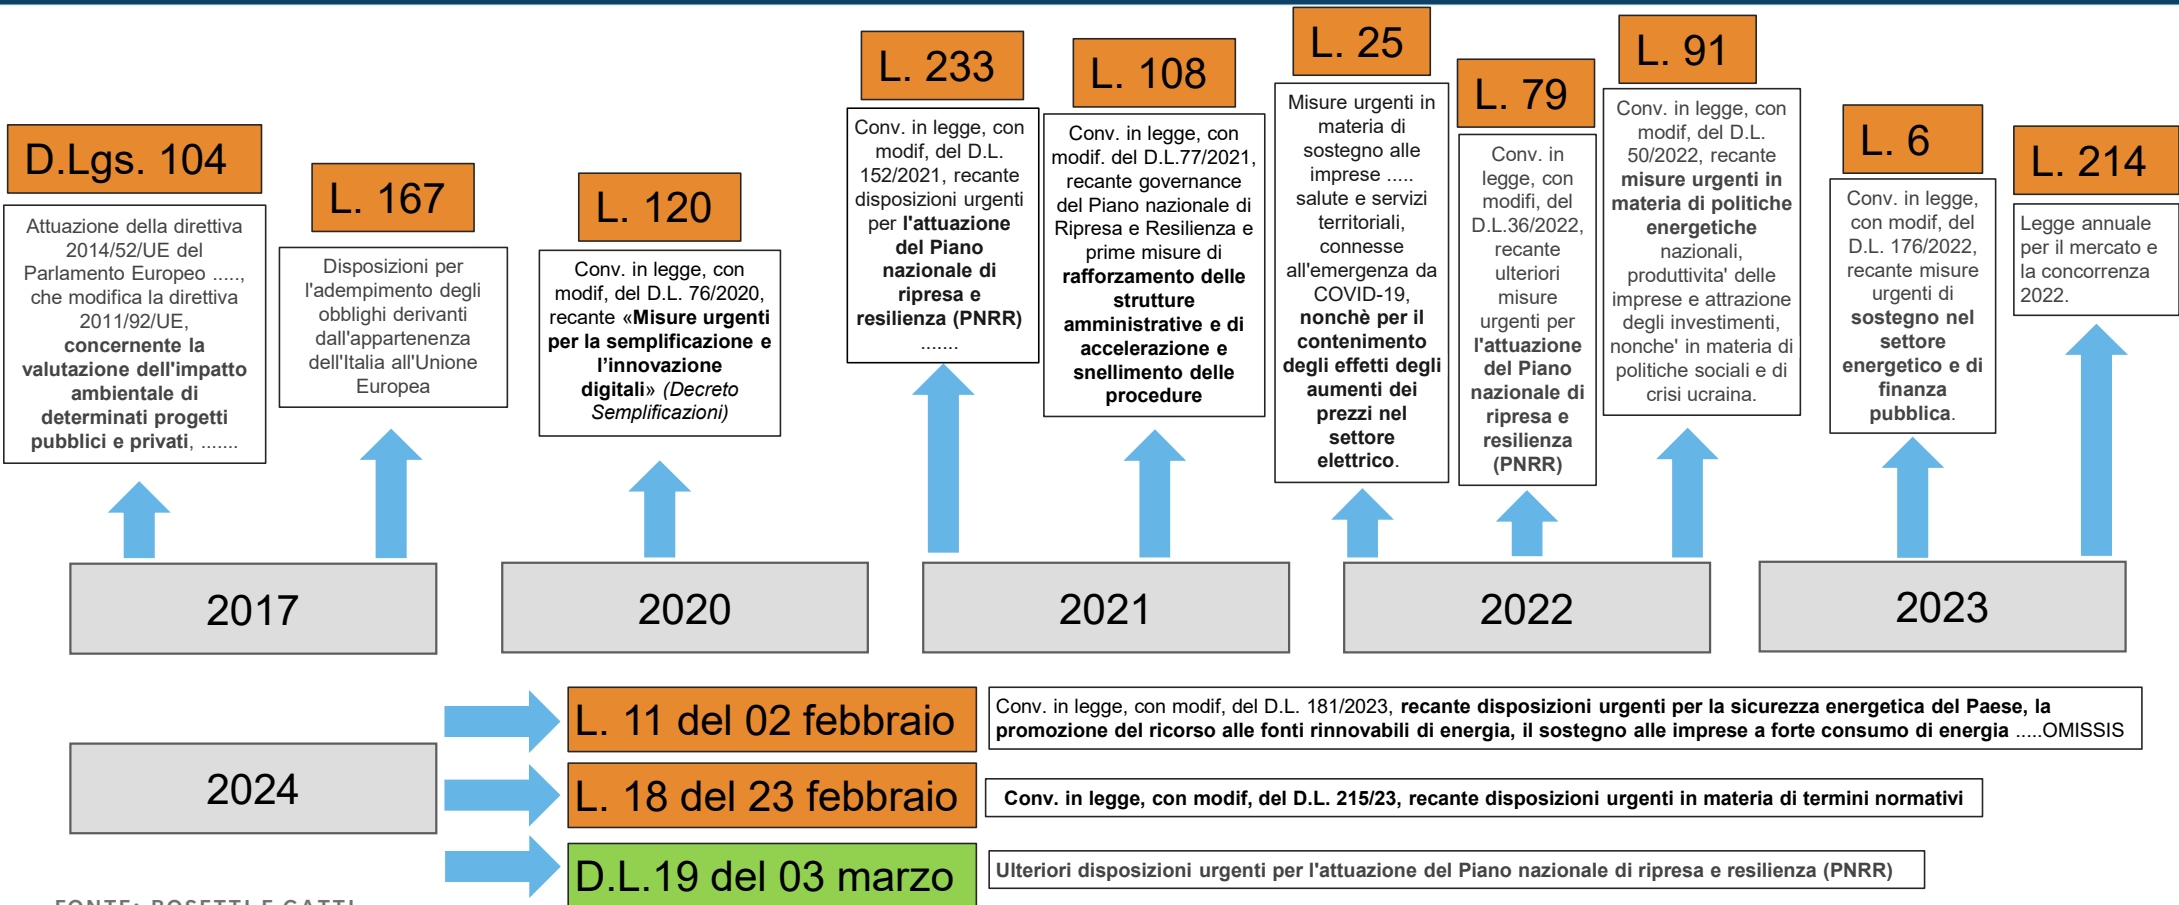 D.Lgs. 104
Attuazione della direttiva
2014/52/UE del
Parlamento Europeo .....,
che modifica la direttiva
2011/92/UE,
concernente la
valutazione dell'impatto
ambientale di
determinati progetti
pubblici e privati, .......
L. 167
Disposizioni per
l'adempimento degli
obblighi derivanti
dall'appartenenza
dell'Italia all'Unione
Europea
L. 120
Conv. in legge, con
modif, del D.L. 76/2020,
recante «Misure urgenti
per la semplificazione e
l’innovazione
digitali» (Decreto
Semplificazioni)
L. 233
Conv. in legge, con
modif, del D.L.
152/2021, recante
disposizioni urgenti
per l'attuazione
del Piano
nazionale di
ripresa e
resilienza (PNRR)
.......
L. 108
Conv. in legge, con
modif. del D.L.77/2021,
recante governance
del Piano nazionale di
Ripresa e Resilienza e
prime misure di
rafforzamento delle
strutture
amministrative e di
accelerazione e
snellimento delle
procedure
L. 25
Misure urgenti in
materia di
sostegno alle
imprese .....
salute e servizi
territoriali,
connesse
all'emergenza da
COVID-19,
nonchè per il
contenimento
degli effetti degli
aumenti dei
prezzi nel
settore
elettrico.
L. 79
Conv. in
legge, con
modifi, del
D.L.36/2022,
recante
ulteriori
misure
urgenti per
l'attuazione
del Piano
nazionale di
ripresa e
resilienza
(PNRR)
L. 91
Conv. in legge, con
modif, del D.L.
50/2022, recante
misure urgenti in
materia di politiche
energetiche
nazionali,
produttivita' delle
imprese e attrazione
degli investimenti,
nonche' in materia di
politiche sociali e di
crisi ucraina.
L. 6
Conv. in legge,
con modif, del
D.L. 176/2022,
recante misure
urgenti di
sostegno nel
settore
energetico e di
finanza
pubblica.
L. 214
Legge annuale
per il mercato e
la concorrenza
2022.
2017
2020
2021
2022
2023
2024
L. 11 del 02 febbraio
Conv. in legge, con modif, del D.L. 181/2023, recante disposizioni urgenti per la sicurezza energetica del Paese, la
promozione del ricorso alle fonti rinnovabili di energia, il sostegno alle imprese a forte consumo di energia .....OMISSIS
L. 18 del 23 febbraio
Conv. in legge, con modif, del D.L. 215/23, recante disposizioni urgenti in materia di termini normativi
D.L.19 del 03 marzo
Ulteriori disposizioni urgenti per l'attuazione del Piano nazionale di ripresa e resilienza (PNRR)
FONTE: BOSETTI E GATTI